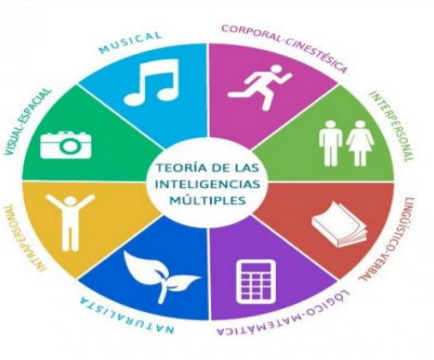 TEORÍA DE LAS
INTELIGENCIAS
MÚLTIPLES
MUSICAL
CORPORAL-CINESTÉSICA
INTERPERSONAL
LINGÜÍSTICO-VERBAL
LÓGICO-MATEMÁTICA
NATURALISTA
INTRAPERSONAL
VISUAL-ESPACIAL